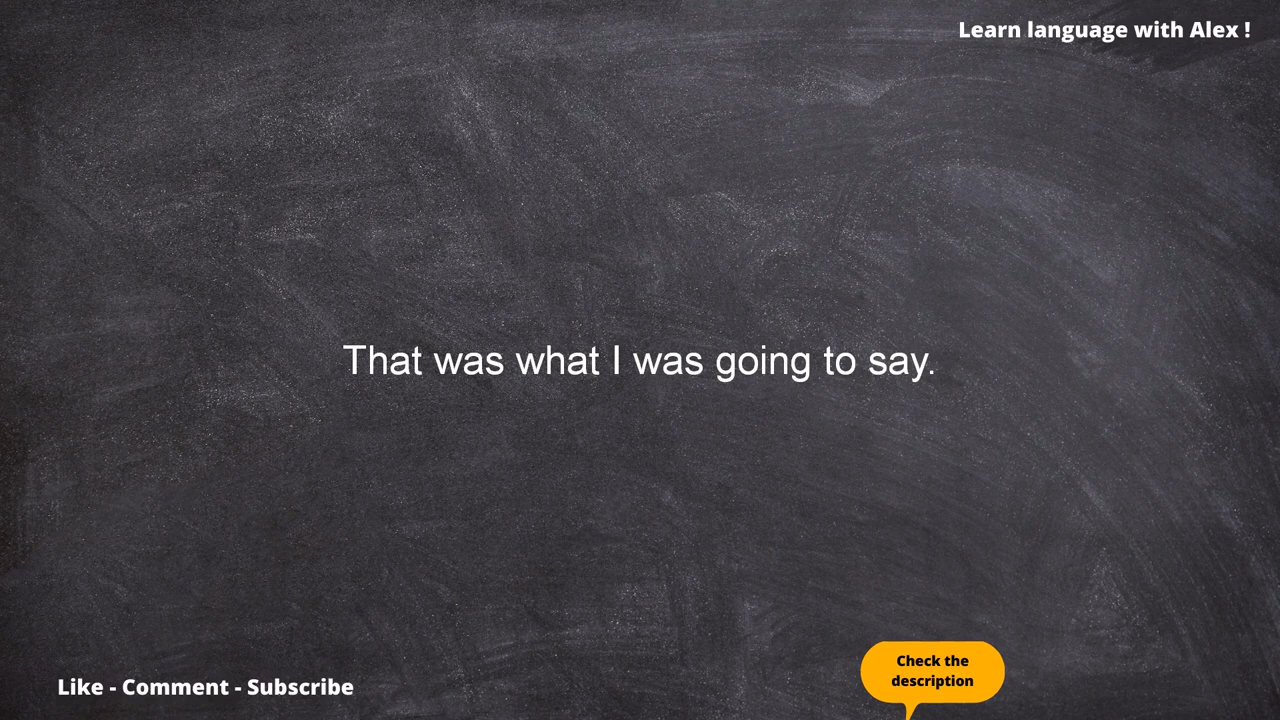 Learn language with Alex !
That was what I was going to say.
Check the
description
Like - Comment - Subscribe